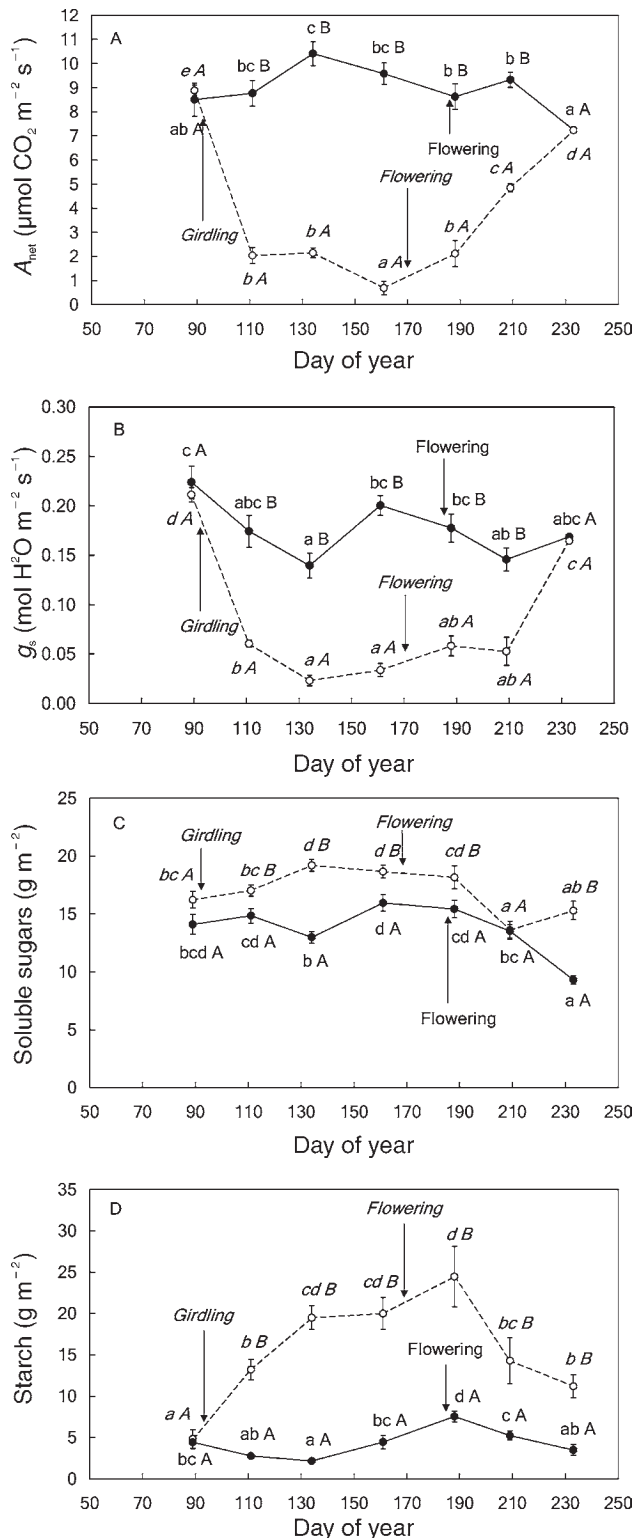 12
11
10
9
8
7
6
5
4
3
2
1
0
A
c B
bc B
bc B
b B
b B
e A
ab A
a A
Flowering
d A
c A
Flowering
b A
Girdling
b A
b A
a A
A net (μmol CO2 m−2 s−1)
50 70 90 110 130 150 170 190 210 230 250
Day of year
0.30
0.25
0.20
0.15
0.10
0.05
0.00
B
Flowering
c A
abc B
bc B
bc B
d A
a B
ab B
abc A
c A
Flowering
Girdling
b A
a A
a A
ab A
ab A
gs (mol H2O m−2 s−1)
50 70 90 110 130 150 170 190 210 230 250
Day of year
25
20
15
10
5
0
C
Girdling
Flowering
bc A
bc B
d B
d B
cd B
a A
ab B
bcd A
cd A
b A
d A
cd A
bc A
Flowering
a A
Soluble sugars (g m−2)
50 70 90 110 130 150 170 190 210 230 250
Day of year
35
30
25
20
15
10
5
0
D
Flowering
d B
Girdling
cd B
cd B
b B
bc B
Flowering
b B
a A
d A
bc A
ab A
a A
bc A
c A
ab A
Starch (g m−2)
50 70 90 110 130 150 170 190 210 230 250
Day of year